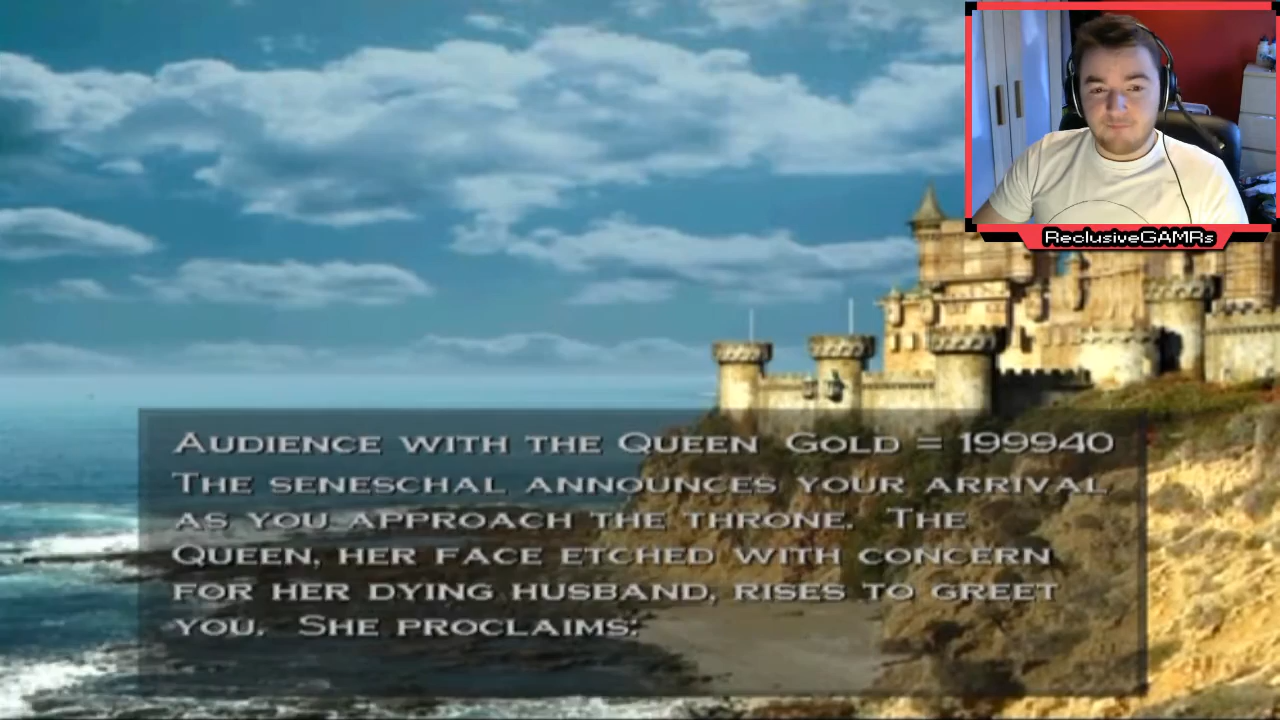 ReclusiveGAMRs
Audience with the Queen Gold = 199940
The seneschal announces your arrival
as you approach the throne. The
Queen, her face etched with concern
for her dying husband, rises to greet
you. She proclaims: